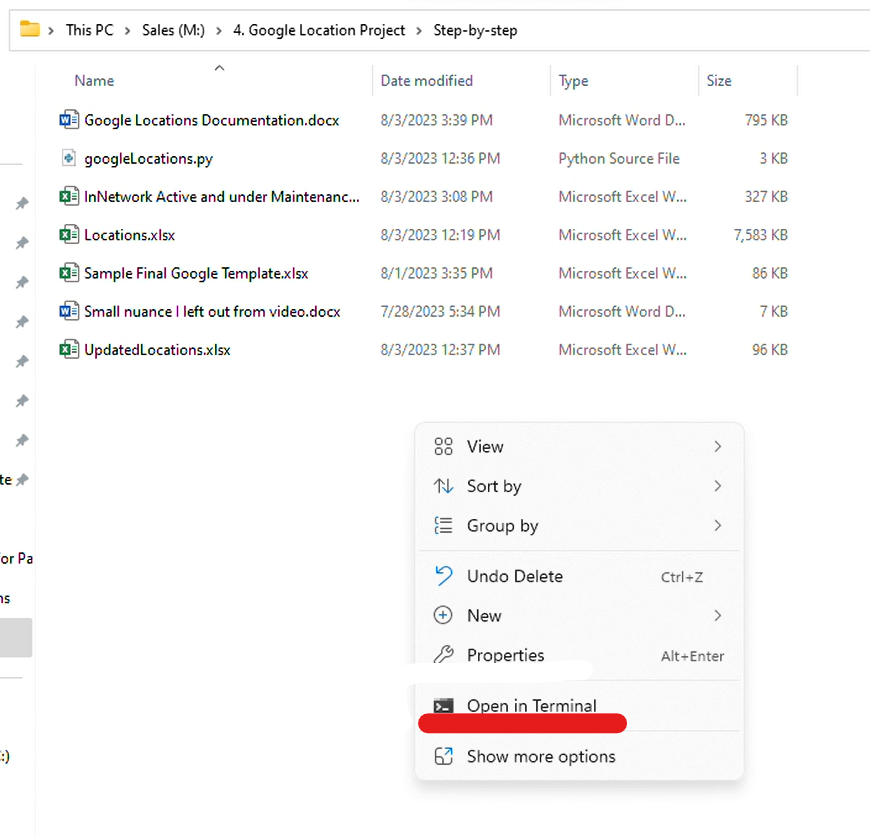 This PC > Sales (M:) > 4. Google Location Project > Step-by-step
Name Date modified Type Size
Google Locations Documentation.docx 8/3/2023 3:39 PM Microsoft Word D... 795 KB
googleLocations.py 8/3/2023 12:36 PM Python Source File 3 KB
InNetwork Active and under Maintenanc... 8/3/2023 3:08 PM Microsoft Excel W... 327 KB
Locations.xlsx 8/3/2023 12:19 PM Microsoft Excel W... 7,583 KB
Sample Final Google Template.xlsx 8/1/2023 3:35 PM Microsoft Excel W... 86 KB
Small nuance I left out from video.docx 7/28/2023 5:34 PM Microsoft Word D... 7 KB
UpdatedLocations.xlsx 8/3/2023 12:37 PM Microsoft Excel W... 96 KB
View
Sort by
te
Group by
or Pa
Undo Delete Ctrl+Z
ns
New
Properties Alt+Enter
Open in Terminal
:)
Show more options